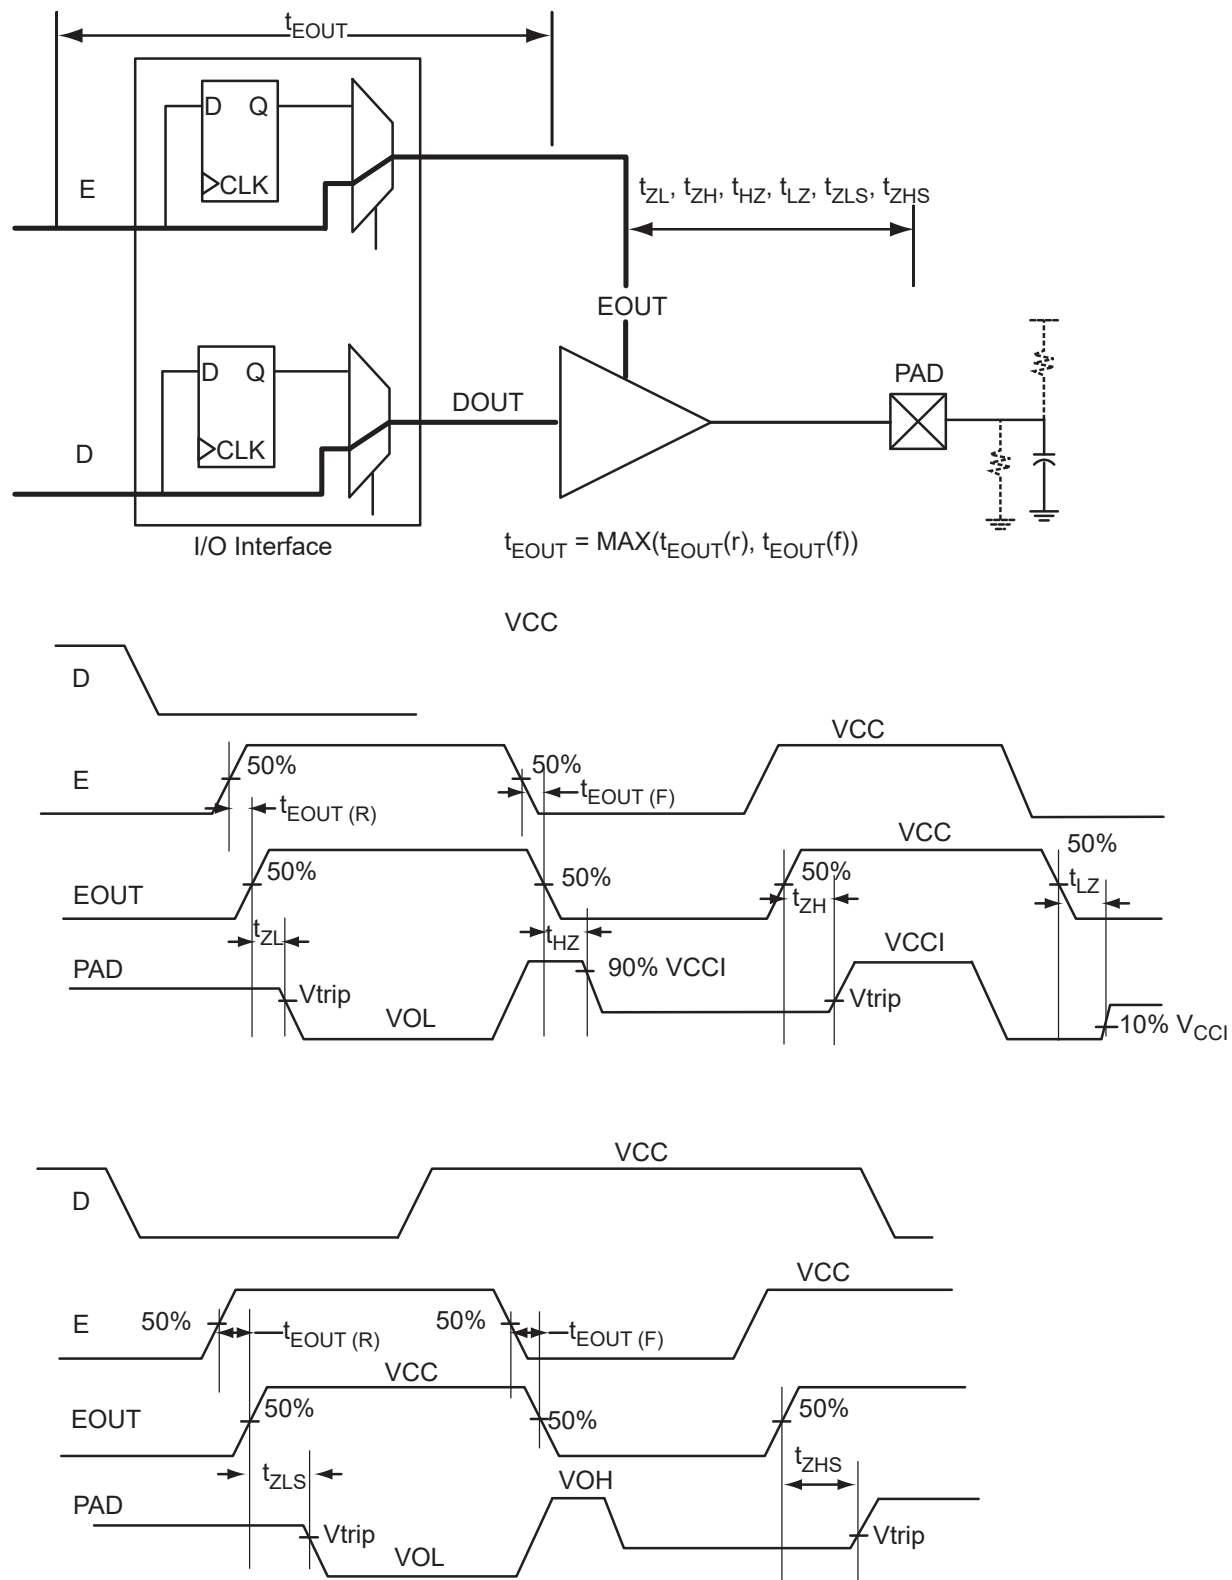 tEOUT
D Q
CLK
E
tZL, tZH, tHZ, tLZ, tZLS, tZHS
EOUT
D Q
CLK
DOUT
PAD
D
I/O Interface
tEOUT = MAX(tEOUT(r), tEOUT(f))
VCC
D
VCC
50%
50%
E
tEOUT (R)
tEOUT (F)
VCC
50%
50%
50%
50%
EOUT
tZL
tHZ
tZH
tLZ
PAD
VCCI
90% VCCI
Vtrip
Vtrip
VOL
10% VCCI
VCC
D
VCC
E
50%
tEOUT (R)
50%
tEOUT (F)
VCC
EOUT
50%
50%
50%
tZLS
tZHS
PAD
VOH
Vtrip
Vtrip
VOL